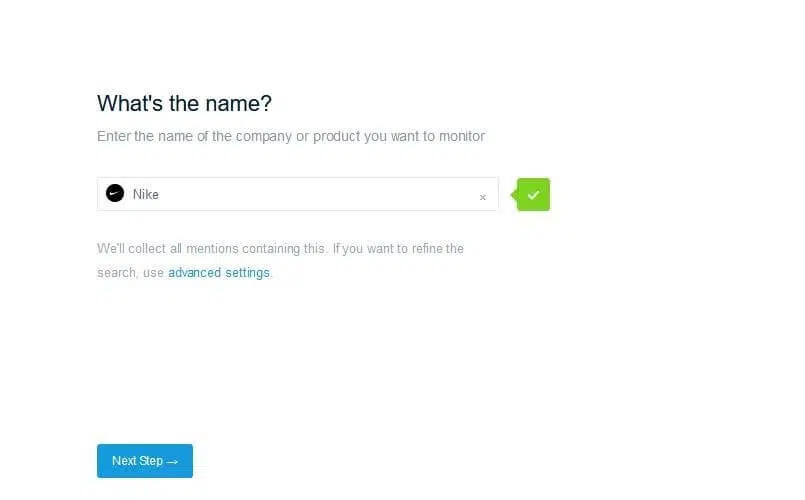 What's the name?
Enter the name of the company or product you want to monitor
Nike
We'll collect all mentions containing this. If you want to refine the
search, use advanced settings.
Next Step →